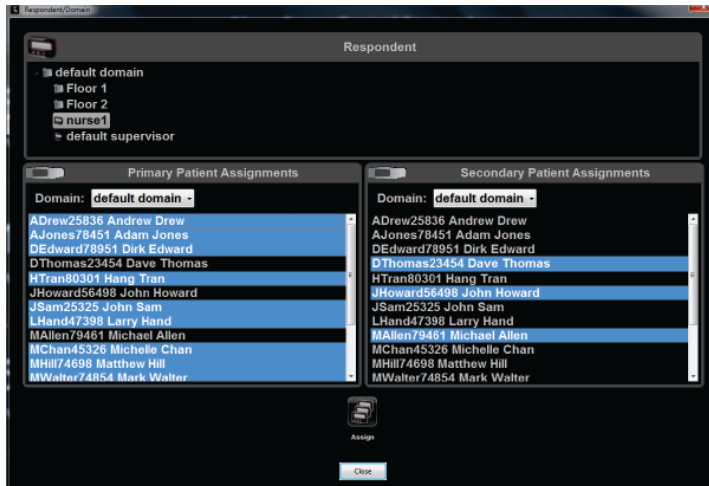 Respondent/Domain
Respondent
default domain
Floor 1
Floor 2
nurse1
default supervisor
Primary Patient Assignments
Domain: default domain
ADrew25836 Andrew Drew
AJones78451 Adam Jones
DEdward78951 Dirk Edward
DThomas23454 Dave Thomas
HTran80301 Hang Tran
JHoward56498 John Howard
JSam25325 John Sam
LHand47398 Larry Hand
MAllen79461 Michael Allen
MChan45326 Michelle Chan
MHill74698 Matthew Hill
MWalter74854 Mark Walter
Secondary Patient Assignments
Domain: default domain
ADrew25836 Andrew Drew
AJones78451 Adam Jones
DEdward78951 Dirk Edward
DThomas23454 Dave Thomas
HTran80301 Hang Tran
JHoward56498 John Howard
JSam25325 John Sam
LHand47398 Larry Hand
MAllen79461 Michael Allen
MChan45326 Michelle Chan
MHill74698 Matthew Hill
MWalter74854 Mark Walter
Assign
Close